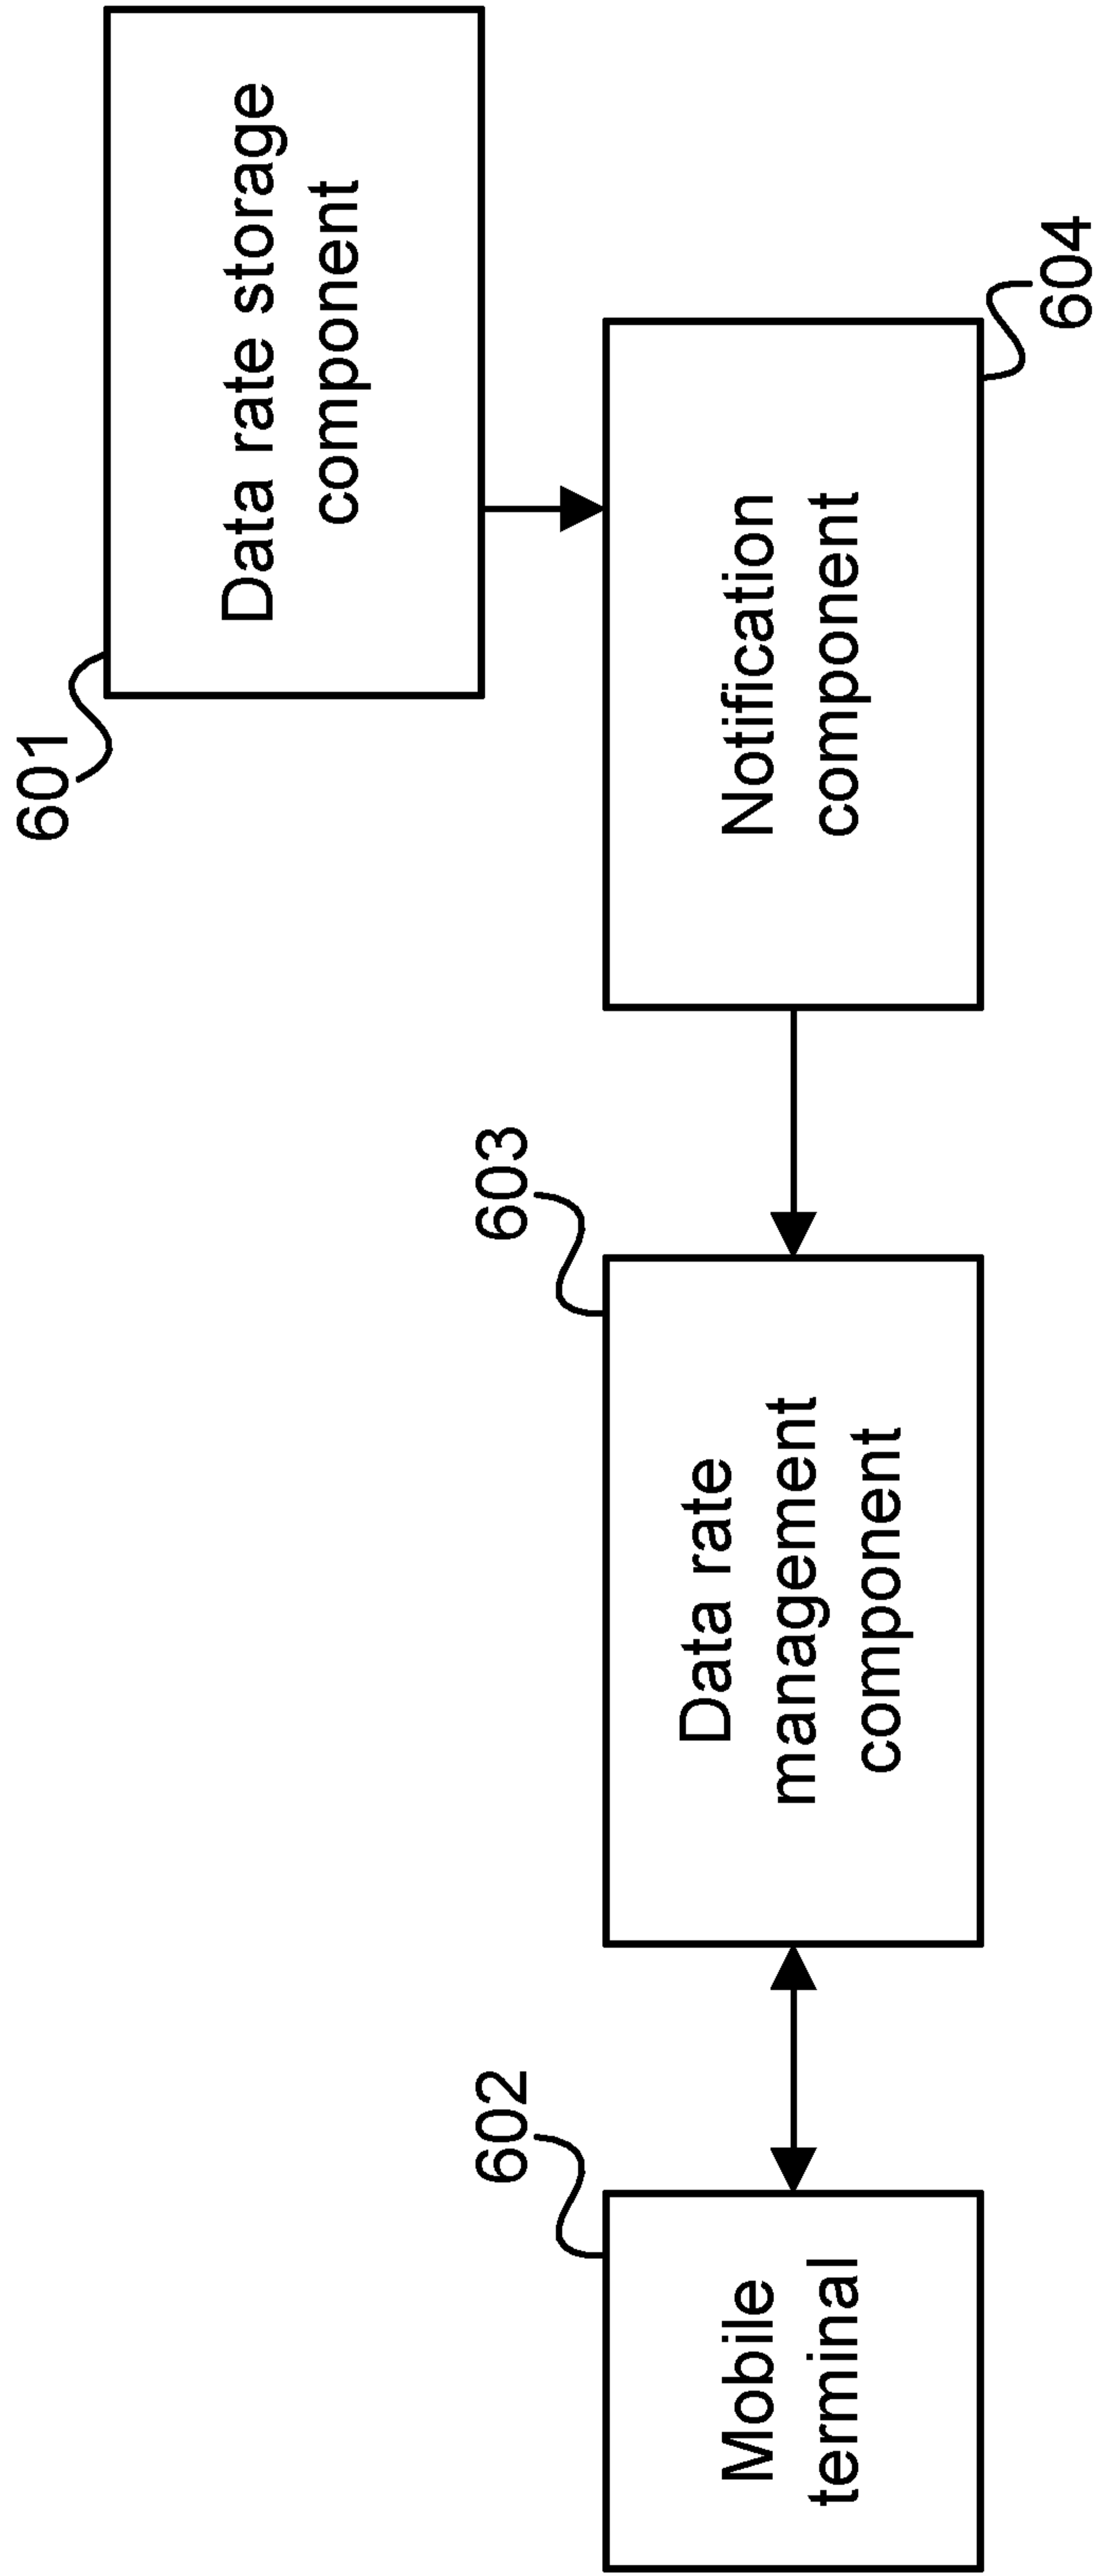 601
Data rate storage
component
602
Mobile
terminal
603
Data rate
management
component
Notification
component
604